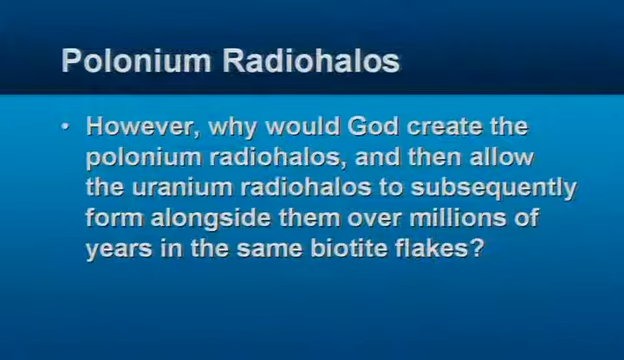 Polonium Radiohalos
• However, why would God create the
polonium radiohalos, and then allow
the uranium radiohalos to subsequently
form alongside them over millions of
years in the same biotite flakes?